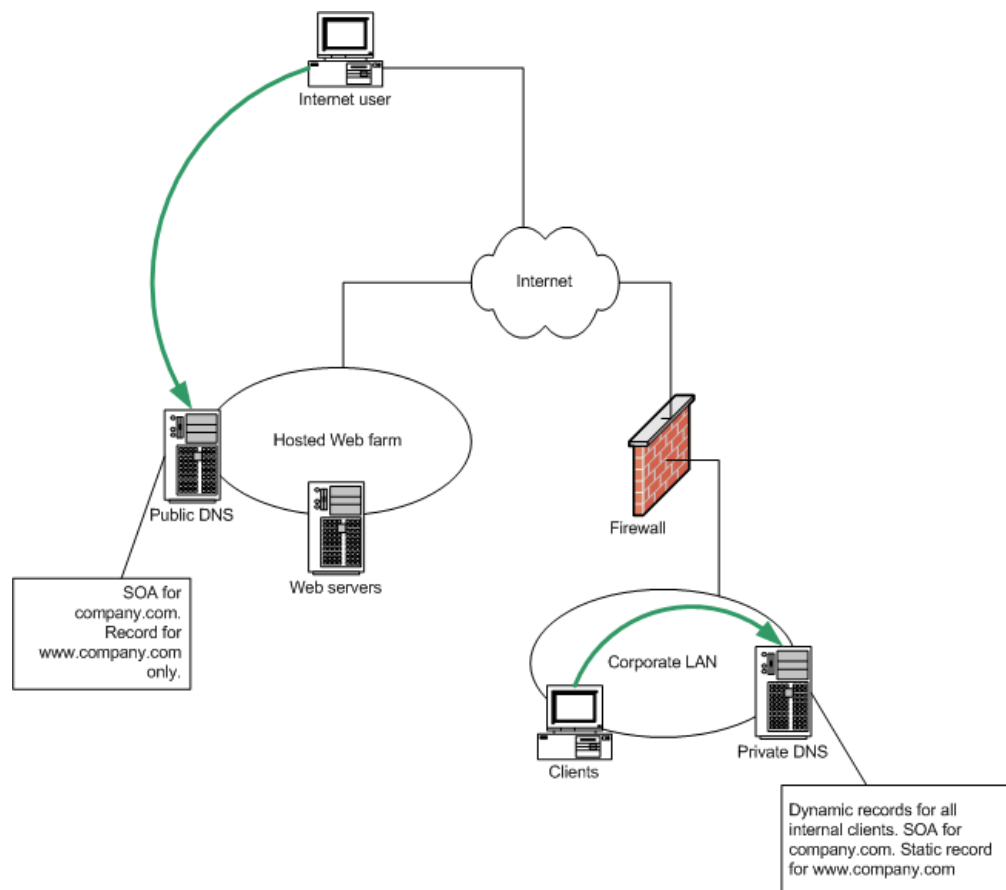 Internet user
Internet
Hosted Web farm
Public DNS
Web servers
Firewall
SOA for
company.com.
Record for
www.company.com
only.
Corporate LAN
Clients
Private DNS
Dynamic records for all
internal clients. SOA for
company.com. Static record
for www.company.com